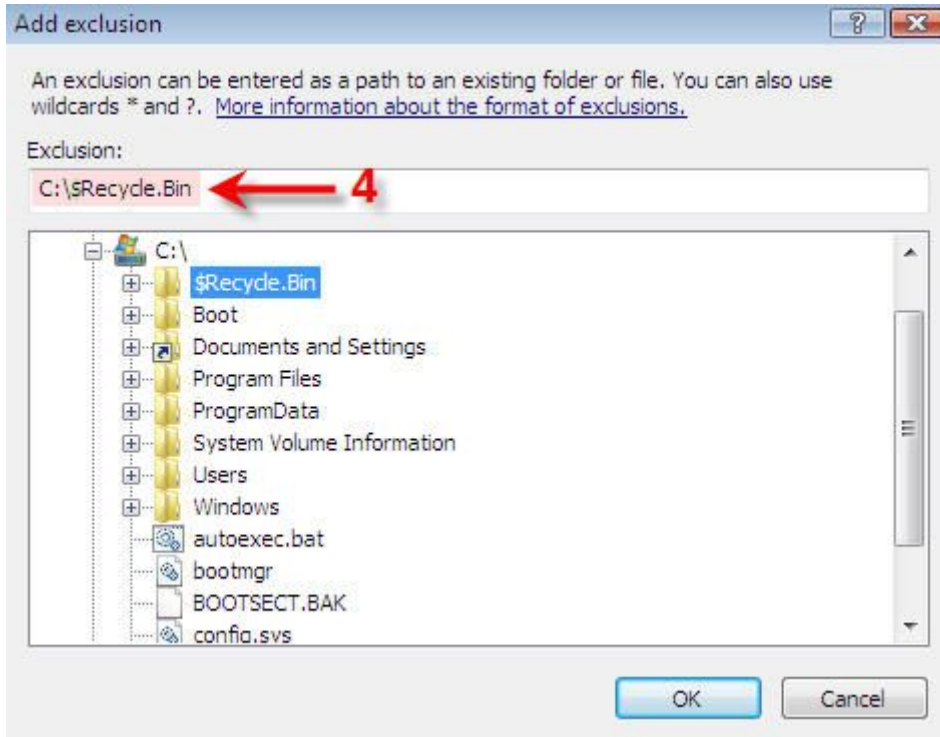 Add exclusion
An exclusion can be entered as a path to an existing folder or file. You can also use
wildcards * and ?. More information about the format of exclusions.
Exclusion:
C:\$Recycle.Bin 4
C:\
$Recycle.Bin
Boot
Documents and Settings
Program Files
ProgramData
System Volume Information
Users
Windows
autoexec.bat
bootmgr
BOOTSECT.BAK
config.sys
OK Cancel